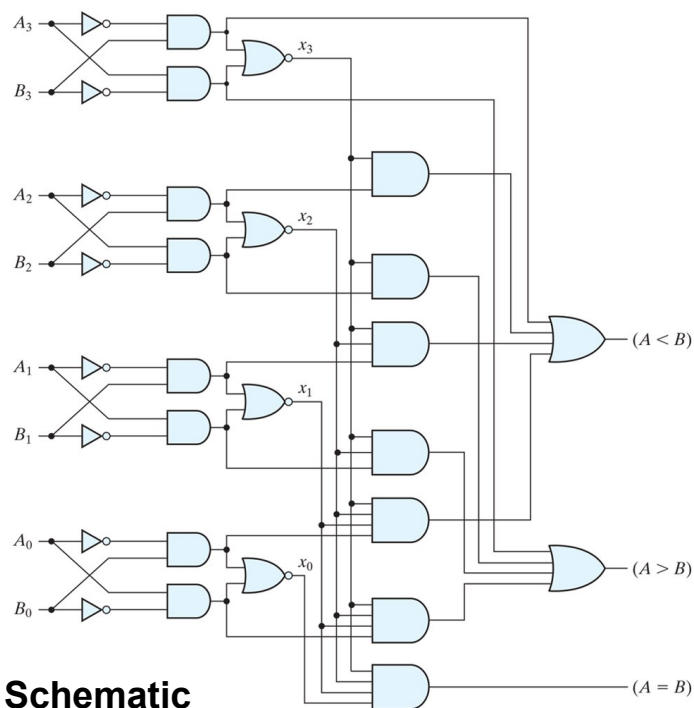 A₃
x₃
B₃
A₂
x₂
B₂
(A < B)
A₁
x₁
B₁
A₀
x₀
(A > B)
B₀
(A = B)
Schematic